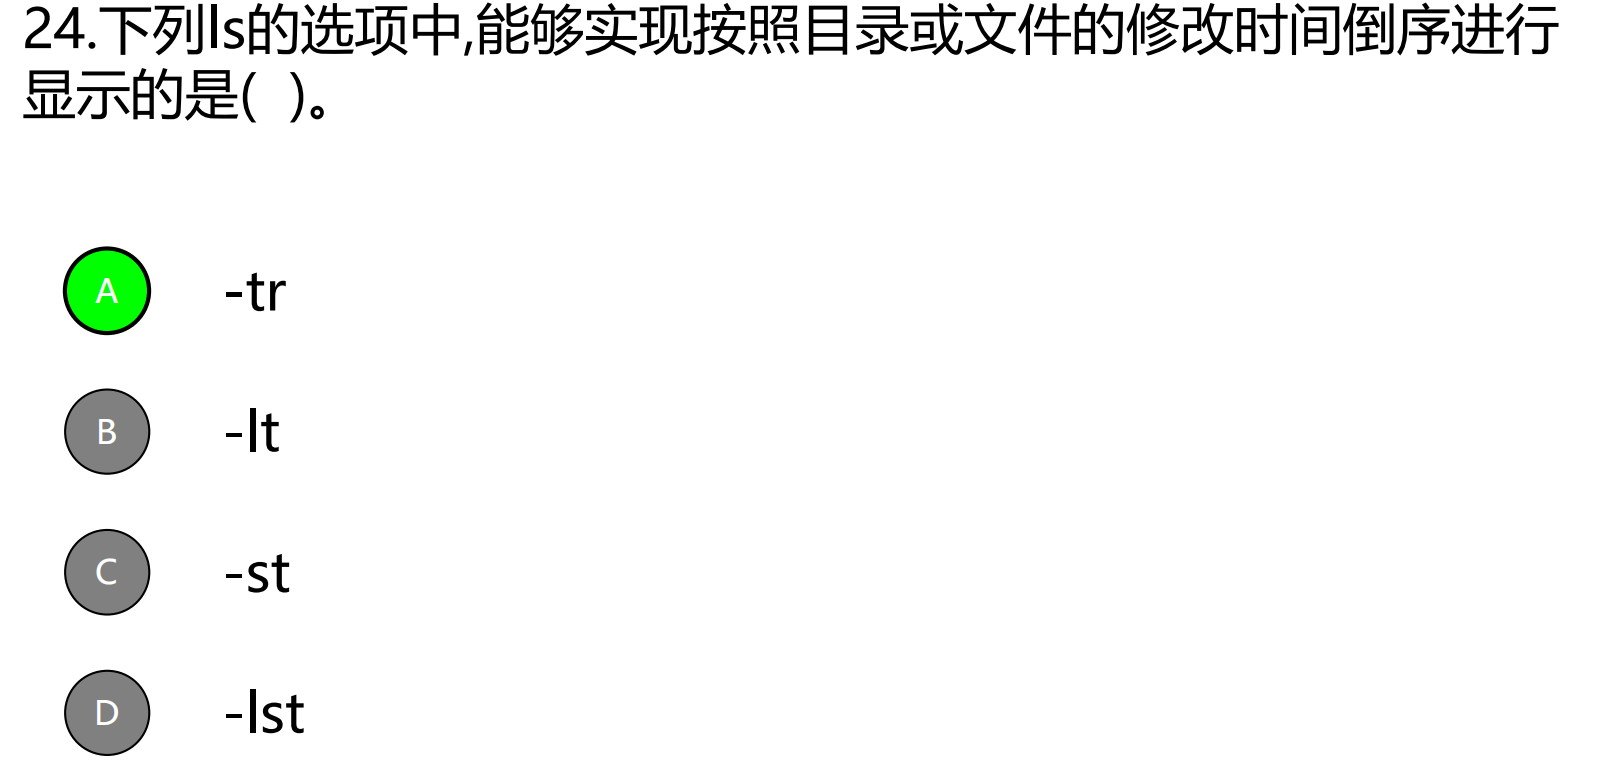 24.下列ls的选项中,能够实现按照目录或文件的修改时间倒序进行
显示的是(  )。
A -tr
B -lt
C -st
D -lst